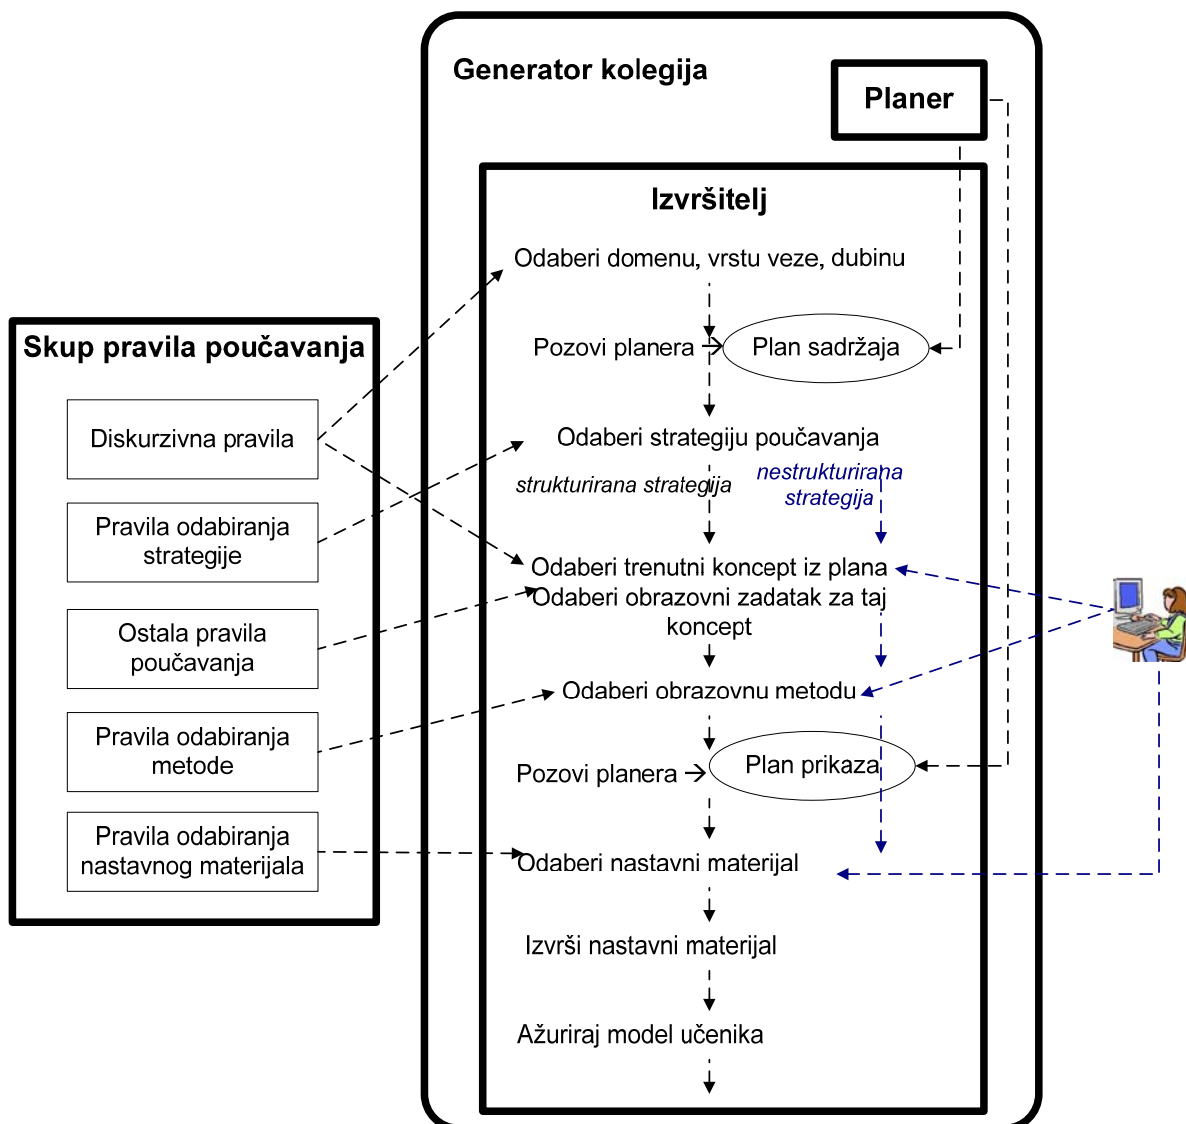 Generator kolegija
Planer
Izvršitelj
Odaberi domenu, vrstu veze, dubinu
Pozovi planera
Plan sadržaja
Odaberi strategiju poučavanja
strukturirana strategija
nestrukturirana
strategija
Odaberi trenutni koncept iz plana
Odaberi obrazovni zadatak za taj
koncept
Odaberi obrazovnu metodu
Pozovi planera
Plan prikaza
Odaberi nastavni materijal
Izvrši nastavni materijal
Ažuriraj model učenika
Skup pravila poučavanja
Diskurzivna pravila
Pravila odabiranja
strategije
Ostala pravila
poučavanja
Pravila odabiranja
metode
Pravila odabiranja
nastavnog materijala